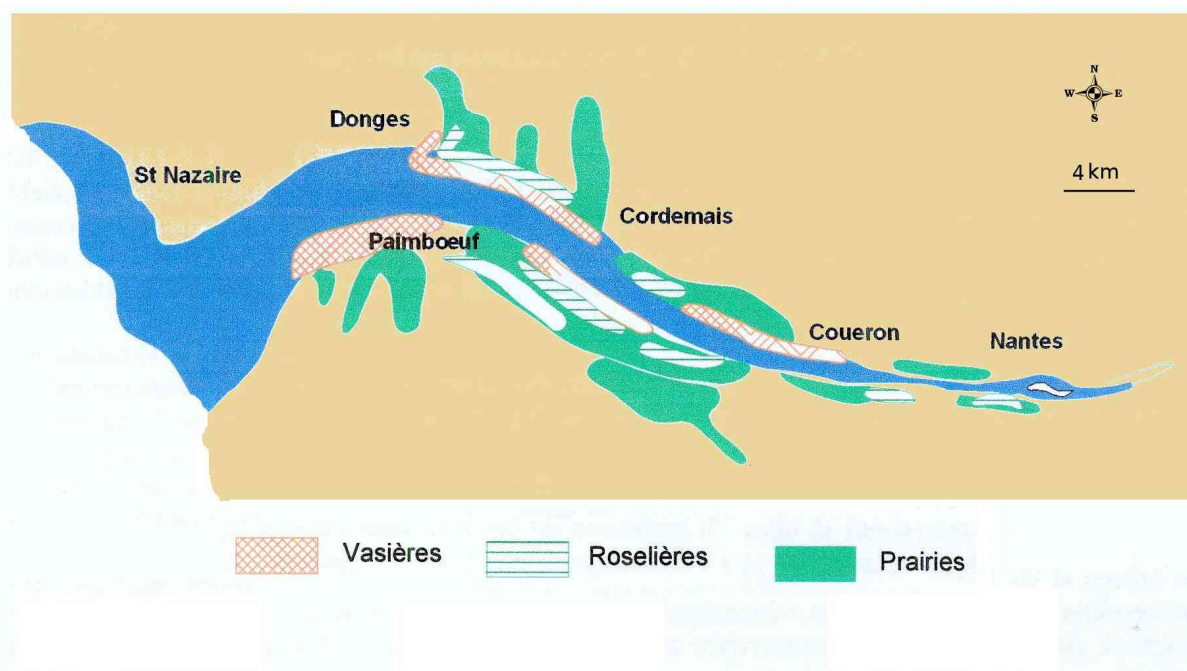 N
W E
S
4 km
Donges
St Nazaire
Cordemais
Paimboeuf
Coueron
Nantes
Vasières
Roselières
Prairies